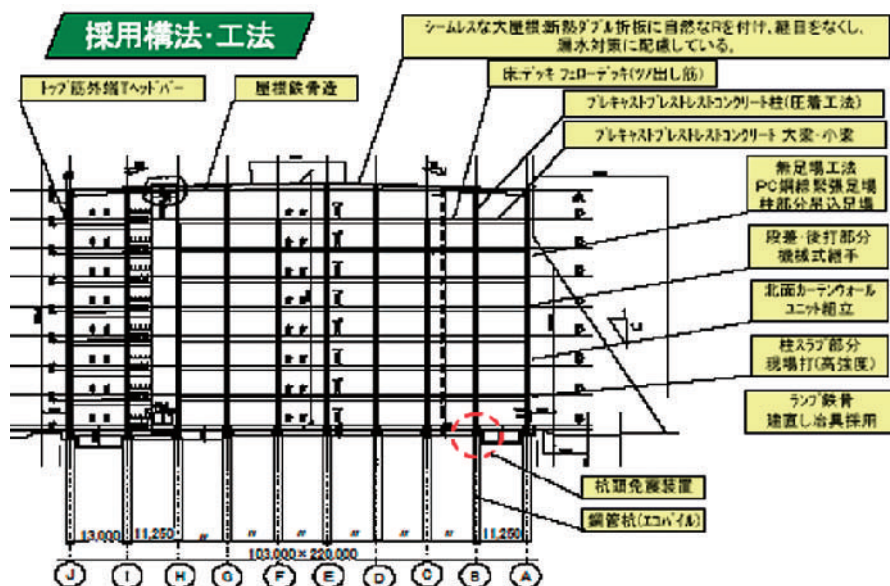 採用構法・工法
シームレスな大屋根:断熱ダブル折板に自然なRを付け、継目をなくし、
漏水対策に配慮している。
床:デッキ フェローデッキ(ツノ出し筋)
トップ筋外端Tヘッドバー
屋根鉄骨造
プレキャストプレストレストコンクリート柱(圧着工法)
プレキャストプレストレストコンクリート 大梁・小梁
無足場工法
PC鋼線緊張足場
柱部分吊込足場
段差・後打部分
機械式継手
北面カーテンウォール
ユニット組立
柱スラブ部分
現場打(高強度)
ランプ鉄骨
建直し冶具採用
杭頭免震装置
鋼管杭(エコパイル)
13,000 11,250 〃 〃 〃 〃 〃 〃 11,250
103,000×220,000
J I H G F E D C B A